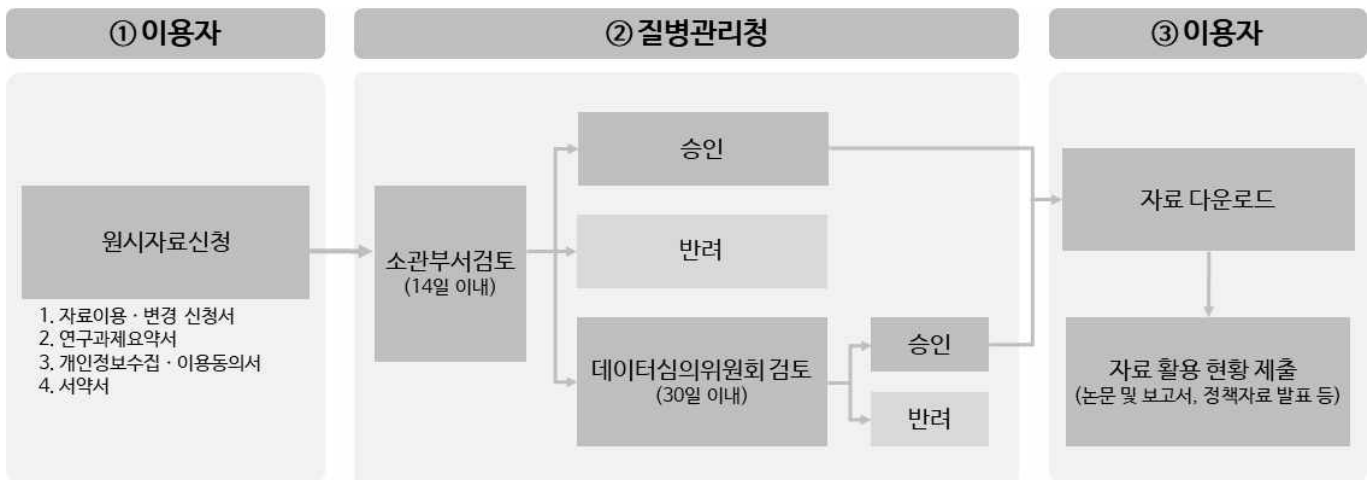 ① 이용자
② 질병관리청
③ 이용자
원시자료신청
1. 자료이용 · 변경 신청서
2. 연구과제요약서
3. 개인정보수집 · 이용동의서
4. 서약서
소관부서검토
(14일 이내)
승인
반려
데이터심의위원회 검토
(30일 이내)
승인
반려
자료 다운로드
자료 활용 현황 제출
(논문 및 보고서, 정책자료 발표 등)